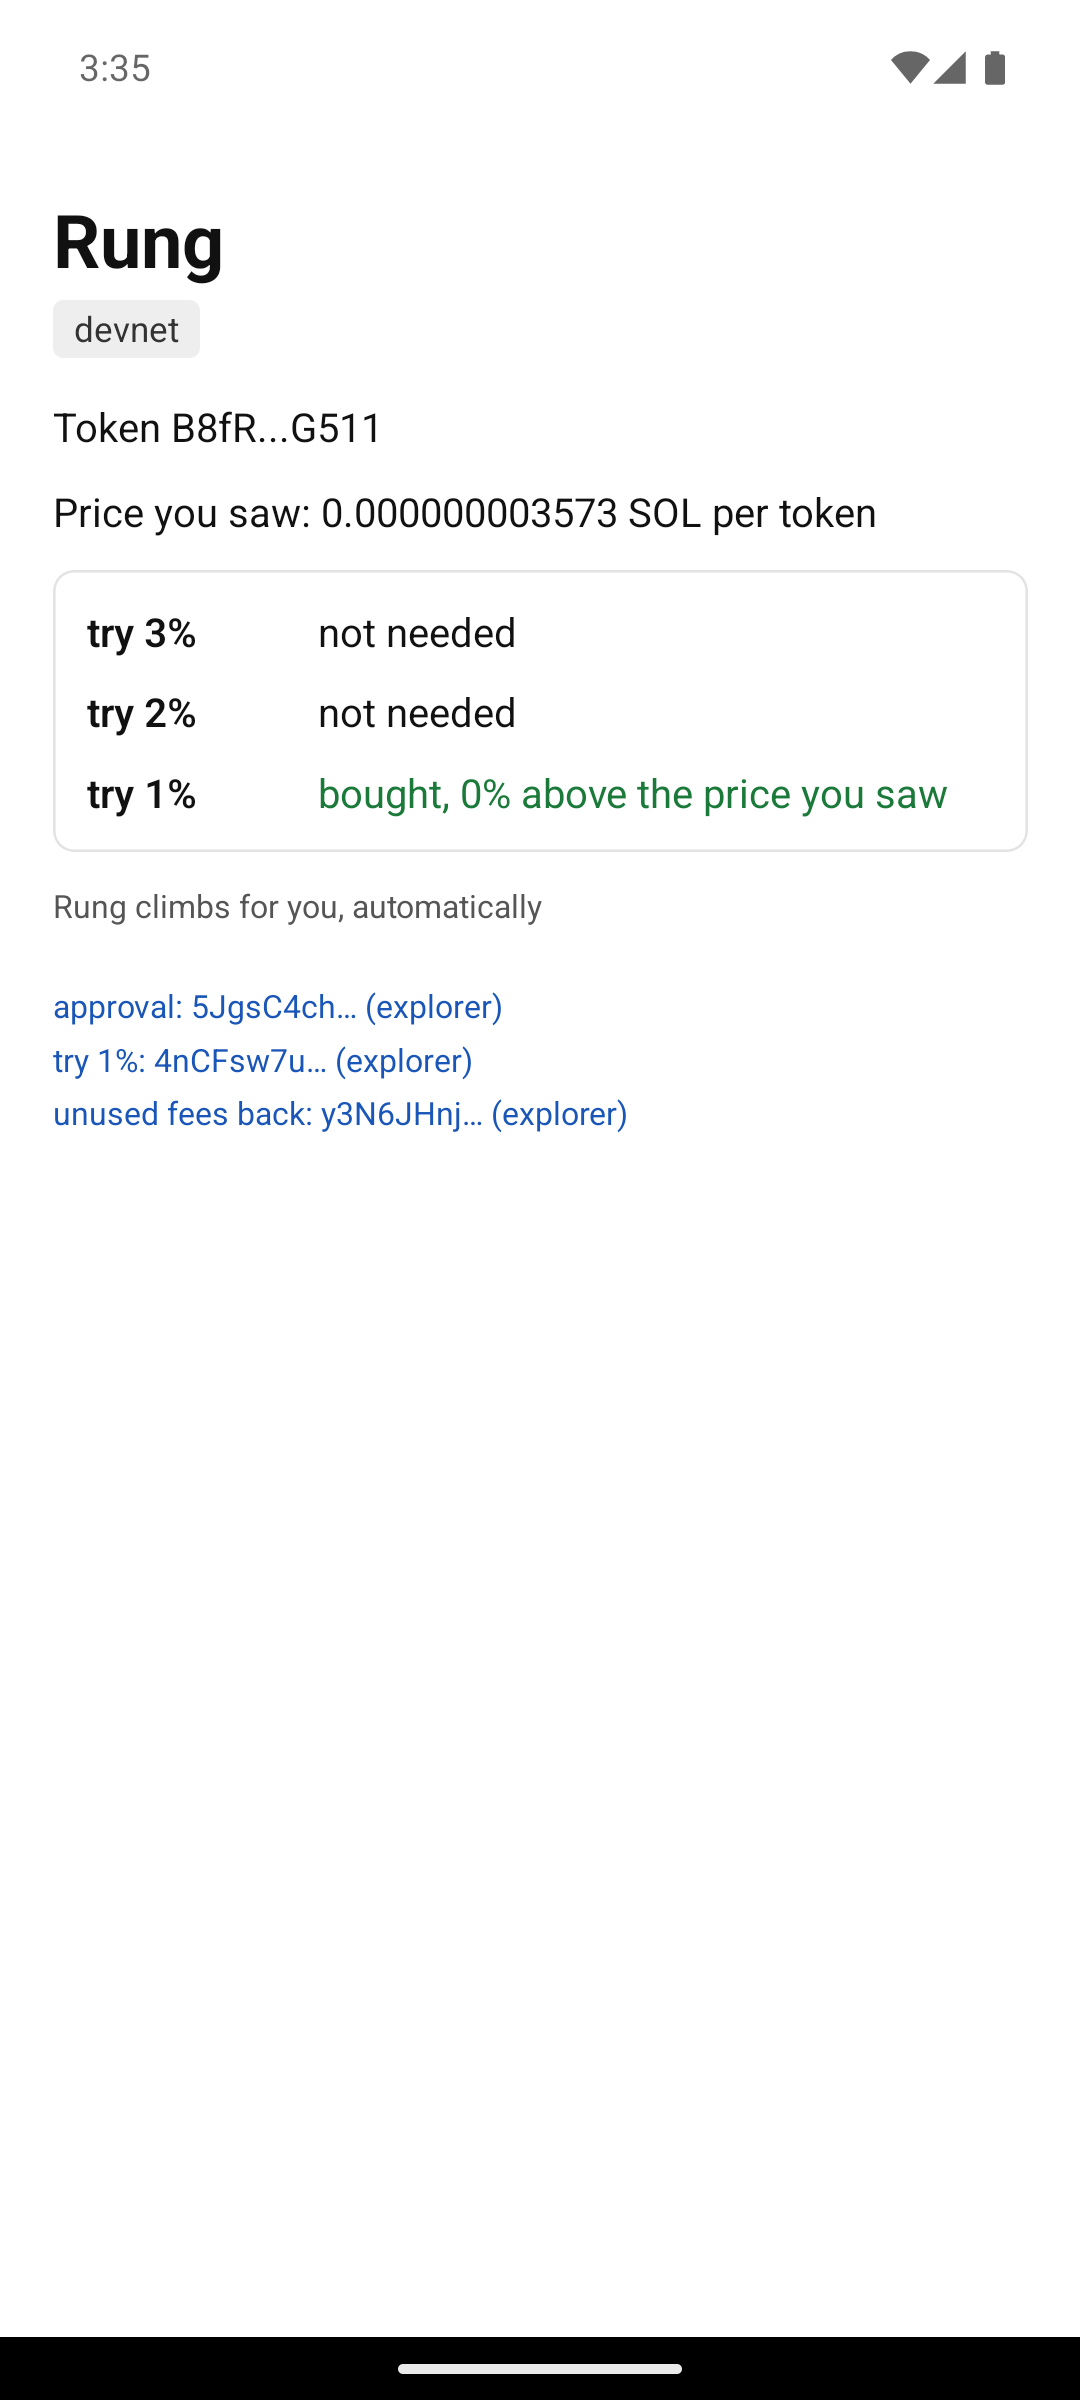 3:35
Rung
devnet
Token B8fR...G511
Price you saw: 0.000000003573 SOL per token
try 3% not needed
try 2% not needed
try 1% bought, 0% above the price you saw
Rung climbs for you, automatically
approval: 5JgsC4ch… (explorer)
try 1%: 4nCFsw7u… (explorer)
unused fees back: y3N6JHnj… (explorer)